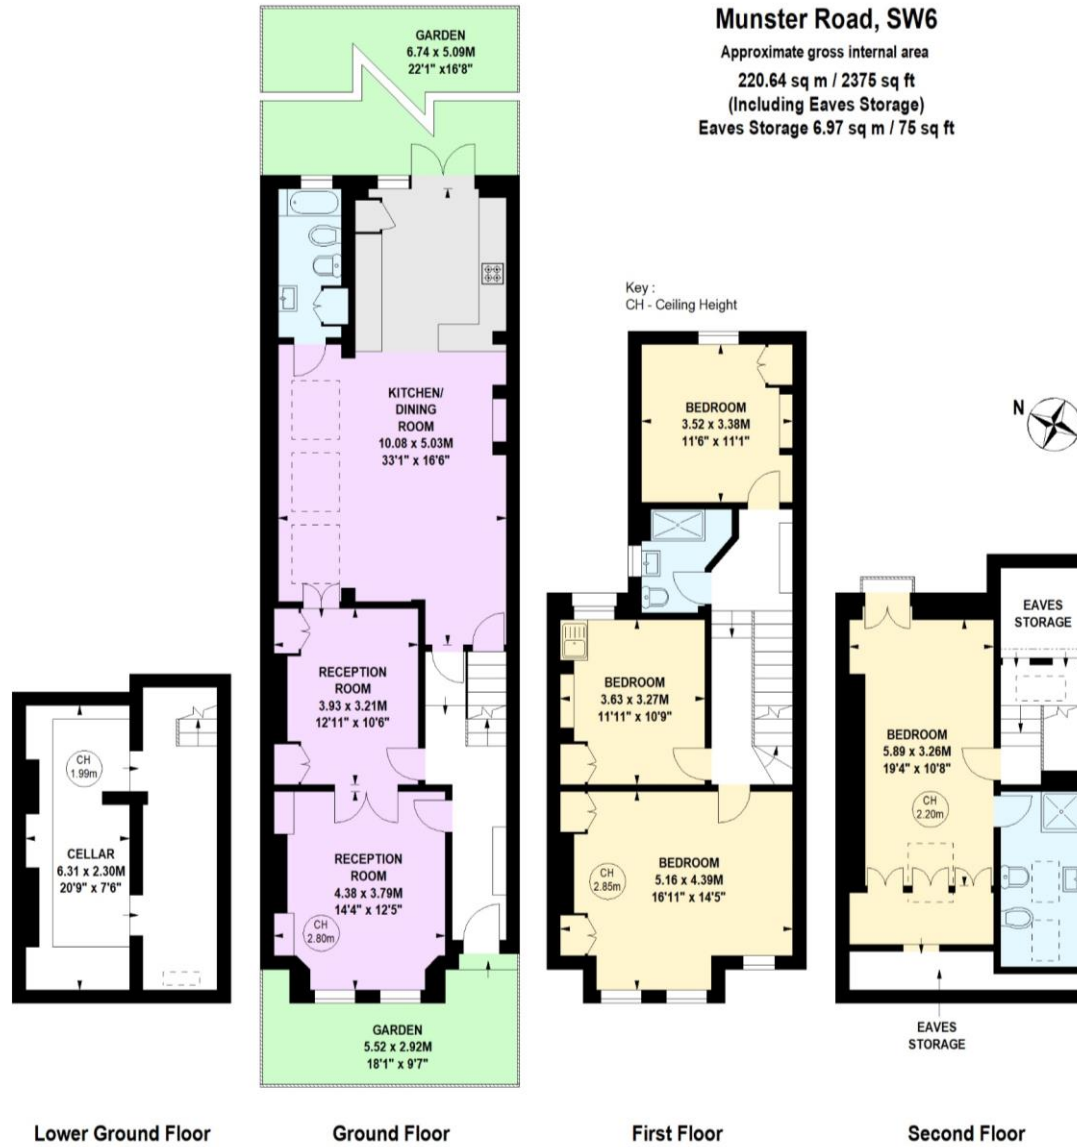 Munster Road, SW6
Approximate gross internal area
220.64 sq m / 2375 sq ft
(Including Eaves Storage)
Eaves Storage 6.97 sq m / 75 sq ft
GARDEN
6.74 x 5.09M
22'1" x16'8"
Key :
CH - Ceiling Height
N
KITCHEN/
DINING
ROOM
10.08 x 5.03M
33'1" x 16'6"
RECEPTION
ROOM
3.93 x 3.21M
12'11" x 10'6"
RECEPTION
ROOM
4.38 x 3.79M
14'4" x 12'5"
CH
2.80m
GARDEN
5.52 x 2.92M
18'1" x 9'7"
CH
1.99m
CELLAR
6.31 x 2.30M
20'9" x 7'6"
BEDROOM
3.52 x 3.38M
11'6" x 11'1"
BEDROOM
3.63 x 3.27M
11'11" x 10'9"
BEDROOM
5.16 x 4.39M
16'11" x 14'5"
CH
2.85m
EAVES
STORAGE
BEDROOM
5.89 x 3.26M
19'4" x 10'8"
CH
2.20m
EAVES
STORAGE
Lower Ground Floor
Ground Floor
First Floor
Second Floor